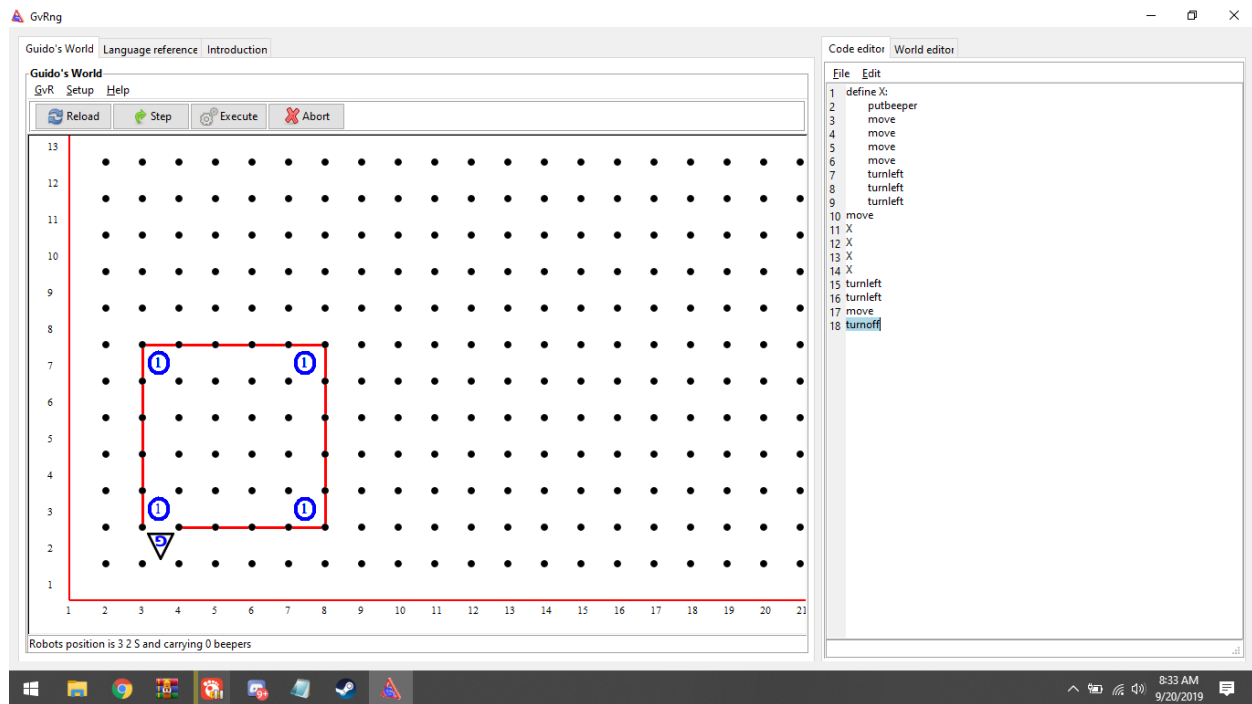 GvRng
Guido's World Language reference Introduction
Guido's World
GvR Setup Help
Reload Step Execute Abort
13
12
11
10
9
8
7
6
5
4
3
2
1
1 1
1 1
G
1 2 3 4 5 6 7 8 9 10 11 12 13 14 15 16 17 18 19 20 21
Robots position is 3 2 S and carrying 0 beepers
Code editor World editor
File Edit
1 define X:
2 putbeeper
3 move
4 move
5 move
6 move
7 turnleft
8 turnleft
9 turnleft
10 move
11 X
12 X
13 X
14 X
15 turnleft
16 turnleft
17 move
18 turnoff
9+
8:33 AM
9/20/2019